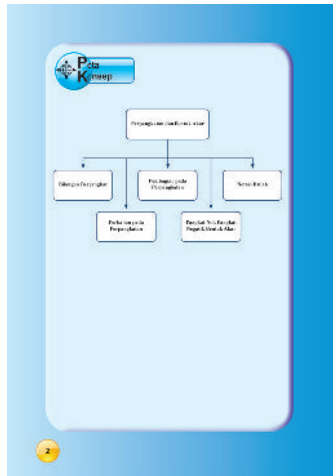 Peta
Konsep
Perpangkatan dan Bentuk Akar
Bilangan Berpangkat
Pembagian pada
Perpangkatan
Notasi Ilmiah
Perkalian pada
Perpangkatan
Pangkat Nol, Pangkat
Negatif, Bentuk Akar
2